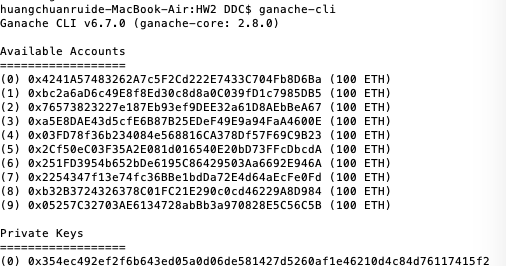 huangchuanruide-MacBook-Air:HW2 DDC$ ganache-cli
Ganache CLI v6.7.0 (ganache-core: 2.8.0)
Available Accounts
==================
(0) 0x4241A57483262A7c5F2Cd222E7433C704Fb8D6Ba (100 ETH)
(1) 0xbc2a6aD6c49E8f8Ed30c8d8a0C039fD1c7985DB5 (100 ETH)
(2) 0x76573823227e187Eb93ef9DEE32a61D8AEbBeA67 (100 ETH)
(3) 0xa5E8DAE43d5cfE6B87B25EDeF49E9a94FaA4600E (100 ETH)
(4) 0x03FD78f36b234084e568816CA378Df57F69C9B23 (100 ETH)
(5) 0x2Cf50eC03F35A2E081d016540E20bD73FFcDbcdA (100 ETH)
(6) 0x251FD3954b652bDe6195C86429503Aa6692E946A (100 ETH)
(7) 0x2254347f13e74fc36BBe1bdDa72E4d64aEcFe0Fd (100 ETH)
(8) 0xb32B3724326378C01FC21E290c0cd46229A8D984 (100 ETH)
(9) 0x05257C32703AE6134728abBb3a970828E5C56C5B (100 ETH)
Private Keys
==================
(0) 0x354ec492ef2f6b643ed05a0d06de581427d5260af1e46210d4c84d76117415f2